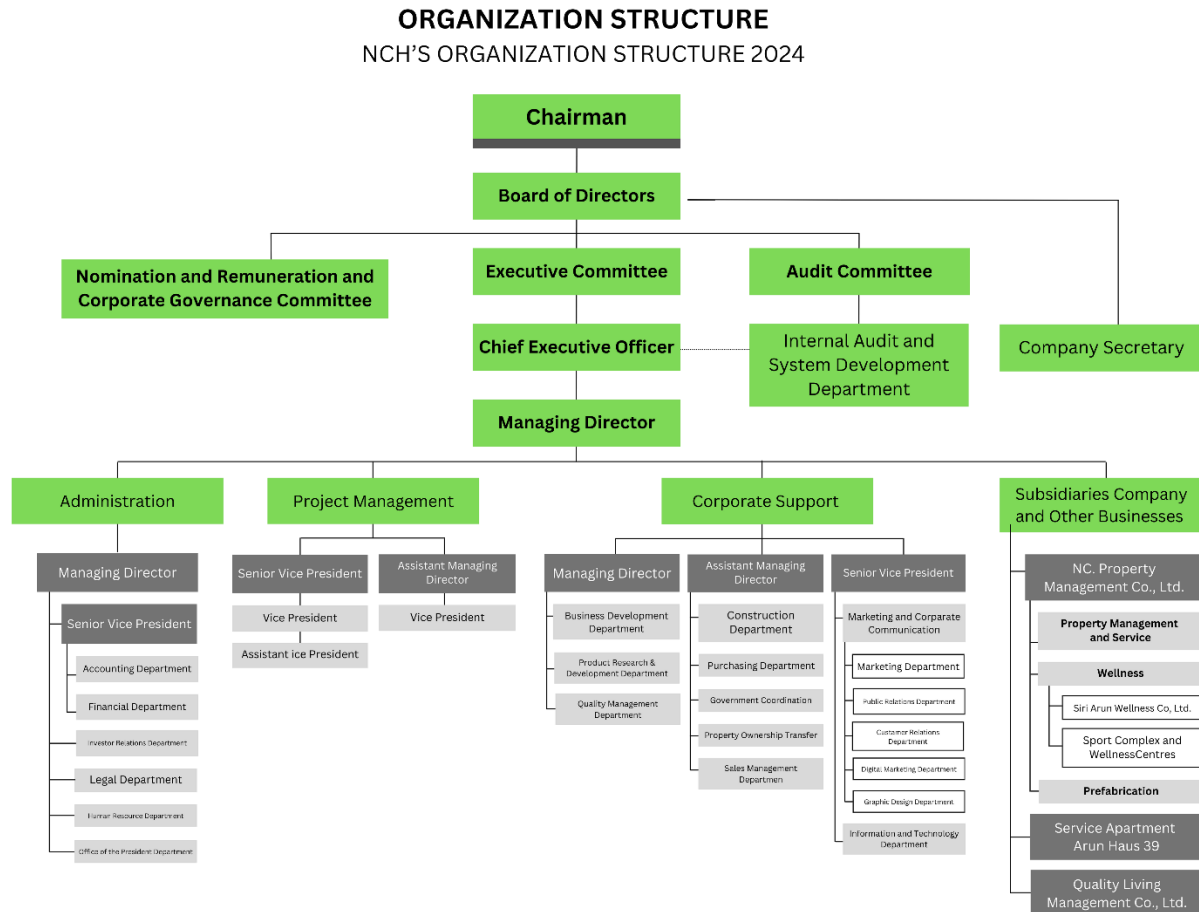 ORGANIZATION STRUCTURE
NCH'S ORGANIZATION STRUCTURE 2024
Chairman
Board of Directors
Nomination and Remuneration and
Corporate Governance Committee
Executive Committee
Audit Committee
Chief Executive Officer
Internal Audit and
System Development
Department
Company Secretary
Managing Director
Administration
Project Management
Corporate Support
Subsidiaries Company
and Other Businesses
Managing Director
Senior Vice President
Accounting Department
Financial Department
Investor Relations Department
Legal Department
Human Resource Department
Office of the President Department
Senior Vice President
Vice President
Assistant ice President
Assistant Managing
Director
Vice President
Managing Director
Business Development
Department
Product Research &
Development Department
Quality Management
Department
Assistant Managing
Director
Construction
Department
Purchasing Department
Government Coordination
Property Ownership Transfer
Sales Management
Departmen
Senior Vice President
Marketing and Corparate
Communication
Marketing Department
Public Relations Department
Custamer Relations
Department
Digital Marketing Department
Graphic Design Department
Information and Technology
Department
NC. Property
Management Co., Ltd.
Property Management
and Service
Wellness
Siri Arun Wellness Co, Ltd.
Sport Complex and
WellnessCentres
Prefabrication
Service Apartment
Arun Haus 39
Quality Living
Management Co., Ltd.